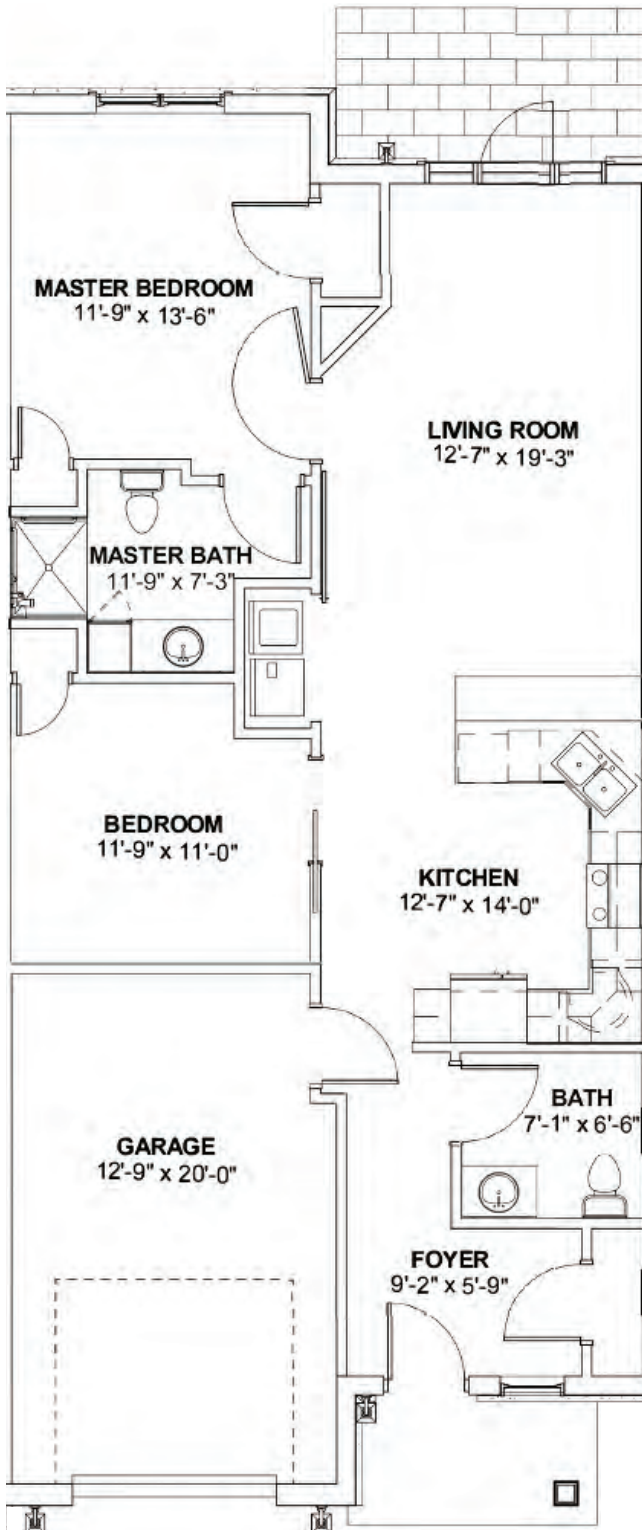 MASTER BEDROOM
11'-9" x 13'-6"
LIVING ROOM
12'-7" x 19'-3"
MASTER BATH
11'-9" x 7'-3"
BEDROOM
11'-9" x 11'-0"
KITCHEN
12'-7" x 14'-0"
BATH
7'-1" x 6'-6"
GARAGE
12'-9" x 20'-0"
FOYER
9'-2" x 5'-9"